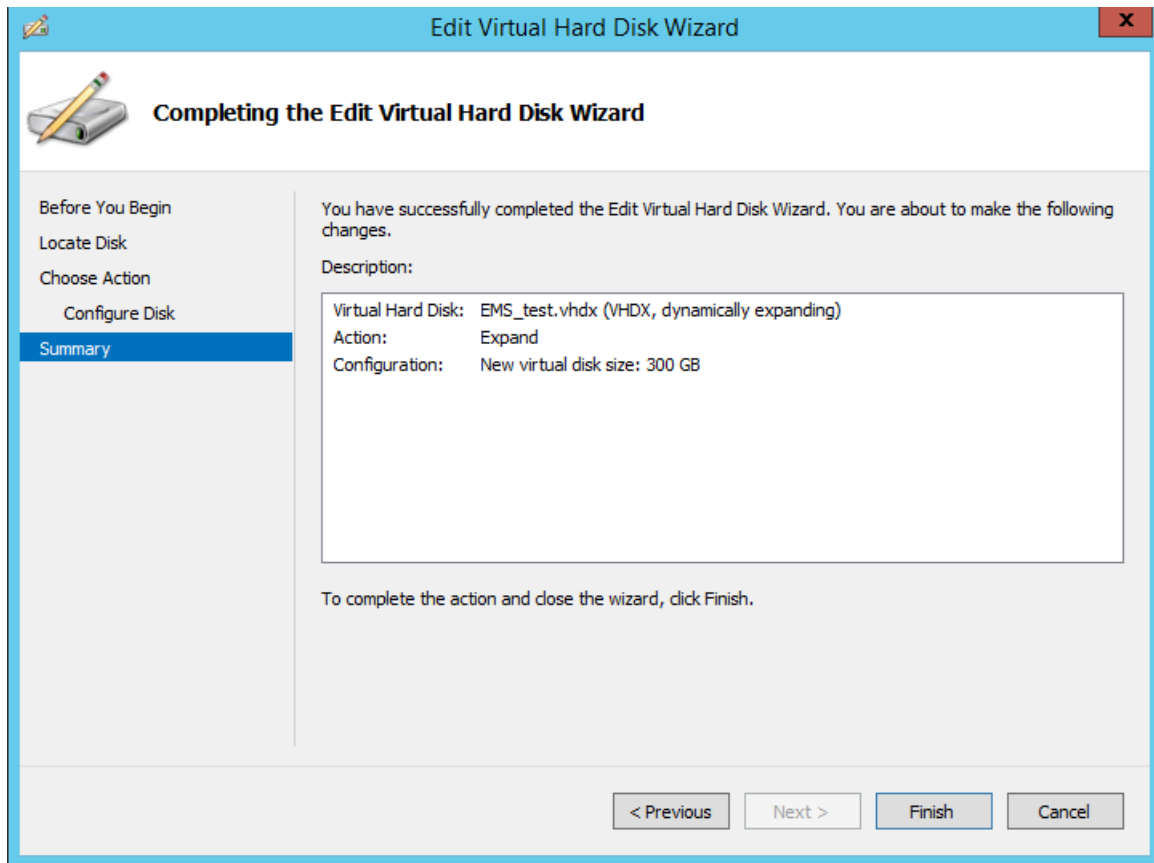 Edit Virtual Hard Disk Wizard
x
Completing the Edit Virtual Hard Disk Wizard
Before You Begin
Locate Disk
Choose Action
Configure Disk
Summary
You have successfully completed the Edit Virtual Hard Disk Wizard. You are about to make the following
changes.
Description:
Virtual Hard Disk: EMS_test.vhdx (VHDX, dynamically expanding)
Action: Expand
Configuration: New virtual disk size: 300 GB
To complete the action and close the wizard, click Finish.
< Previous Next > Finish Cancel